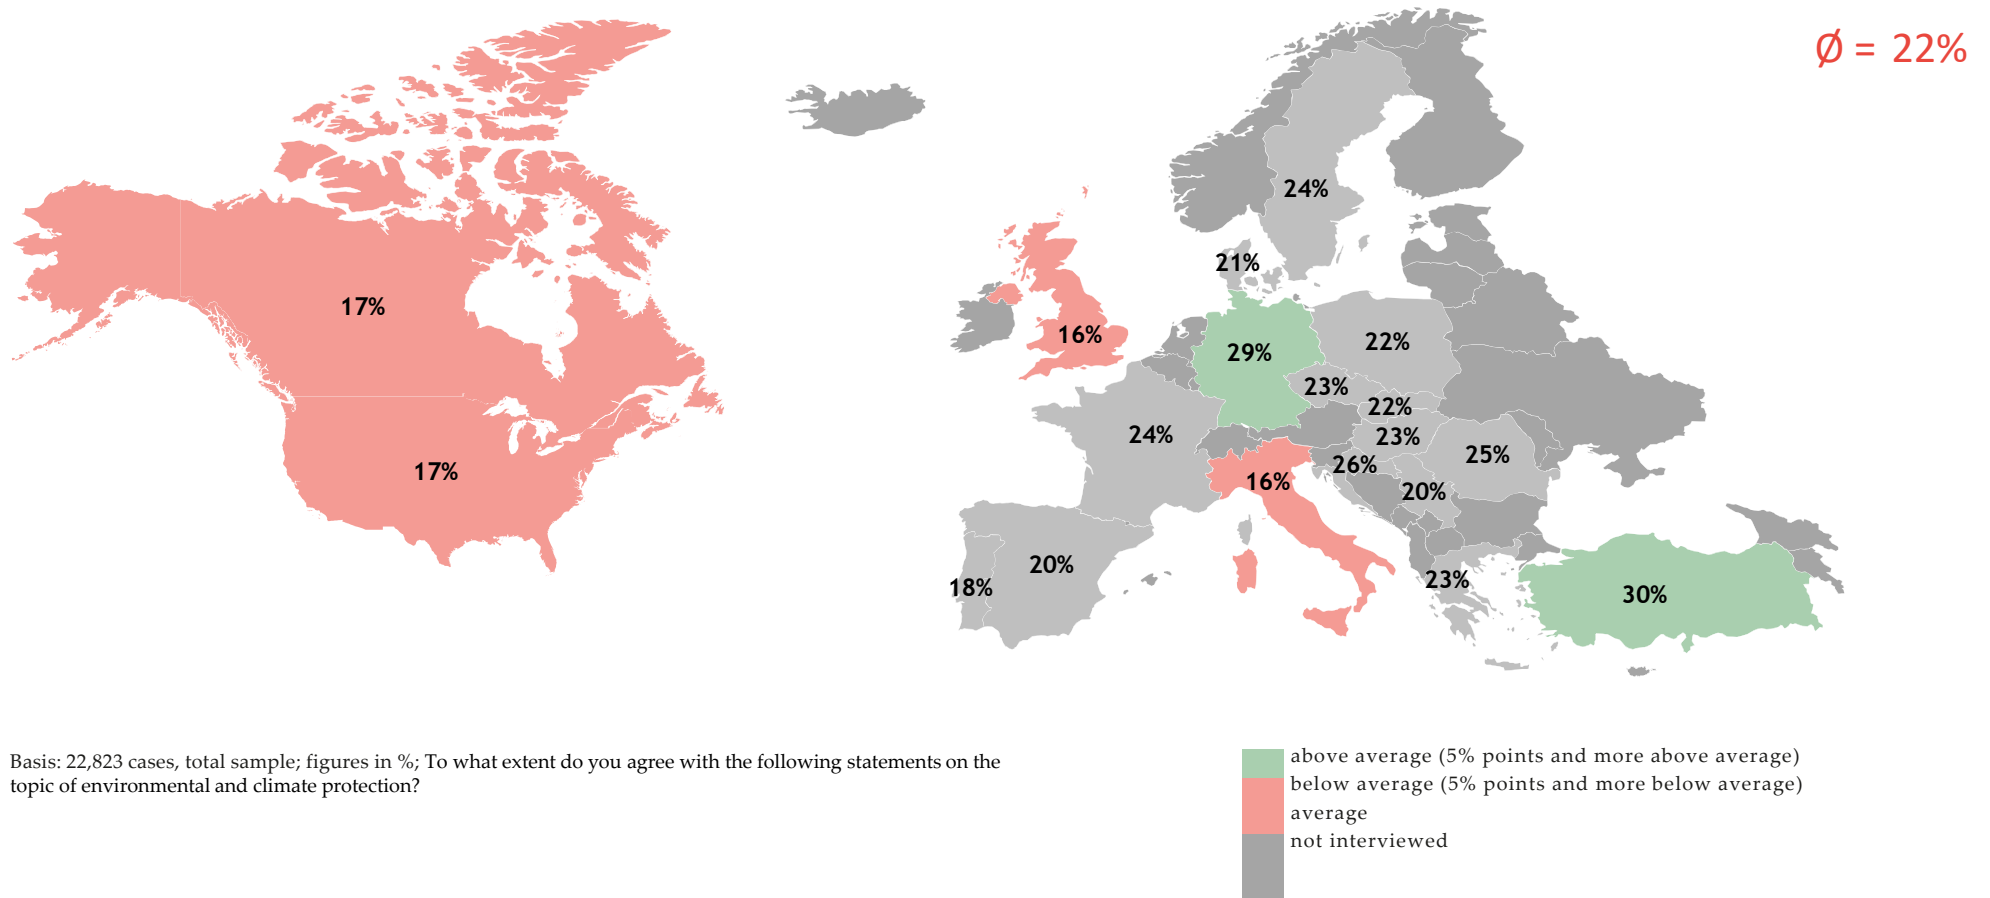 Ø = 22%
24%
21%
17%
16%
29%
22%
23%
22%
24%
23%
25%
26%
17%
16%
20%
20%
18%
23%
30%
Basis: 22,823 cases, total sample; figures in %; To what extent do you agree with the following statements on the
topic of environmental and climate protection?
above average (5% points and more above average)
below average (5% points and more below average)
average
not interviewed